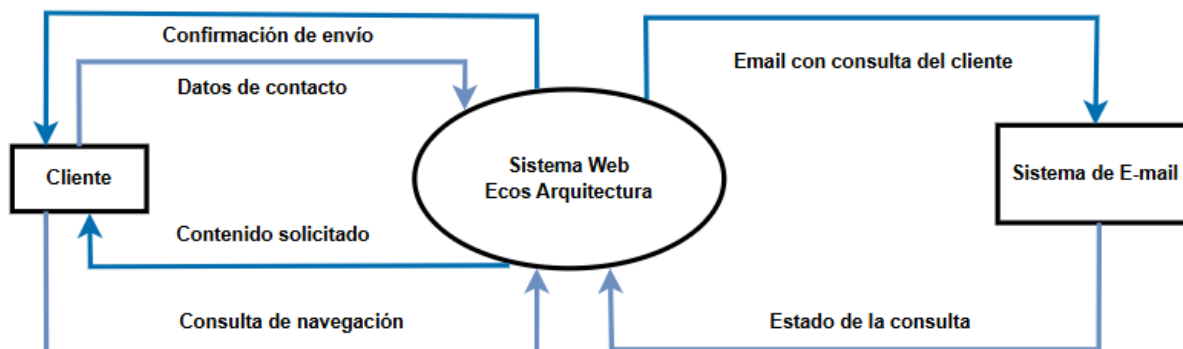 Confirmación de envío
Email con consulta del cliente
Datos de contacto
Cliente
Sistema Web
Ecos Arquitectura
Sistema de E-mail
Contenido solicitado
Consulta de navegación
Estado de la consulta